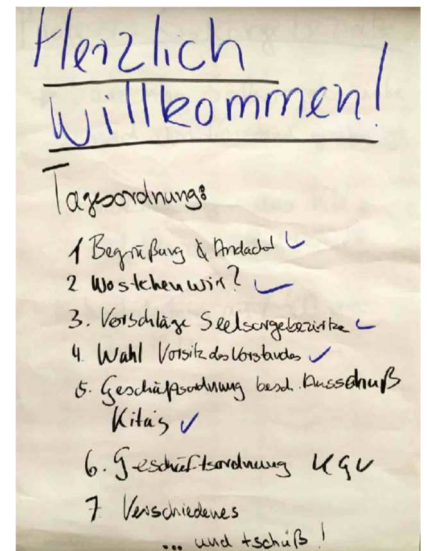 Herzlich
Willkommen!
Tagesordnung:
1 Begrüßung & Andacht ✓
2 Wo stehen wir? ✓
3. Vorschläge Seelsorgebezirke ✓
4. Wahl Vorsitz des Vorstandes ✓
5. Geschäftsordnung besch. Ausschuß
Kita's ✓
6. Geschäftsordnung KGV
7 Verschiedenes
... und tschüß!